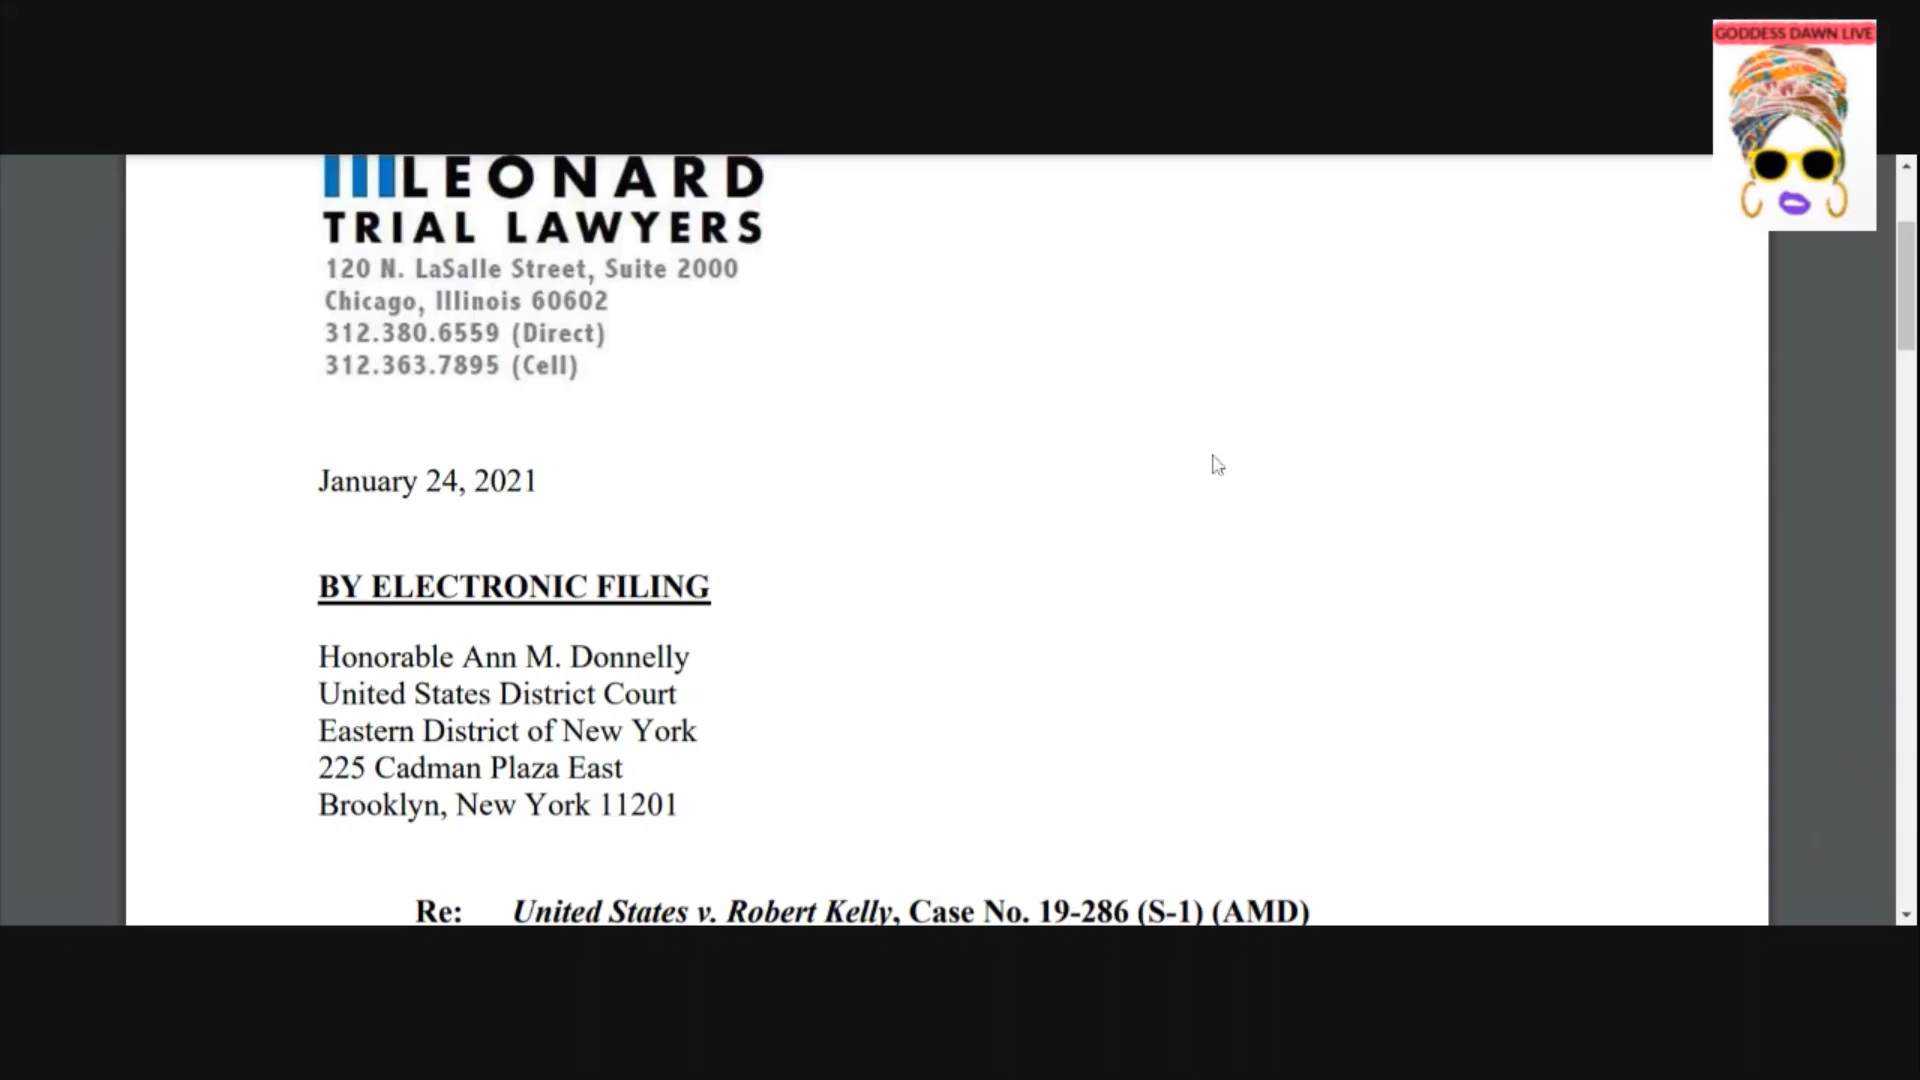 GODDESS DAWN LIVE
LEONARD
TRIAL LAWYERS
120 N. LaSalle Street, Suite 2000
Chicago, Illinois 60602
312.380.6559 (Direct)
312.363.7895 (Cell)
January 24, 2021
BY ELECTRONIC FILING
Honorable Ann M. Donnelly
United States District Court
Eastern District of New York
225 Cadman Plaza East
Brooklyn, New York 11201
Re: United States v. Robert Kelly, Case No. 19-286 (S-1) (AMD)